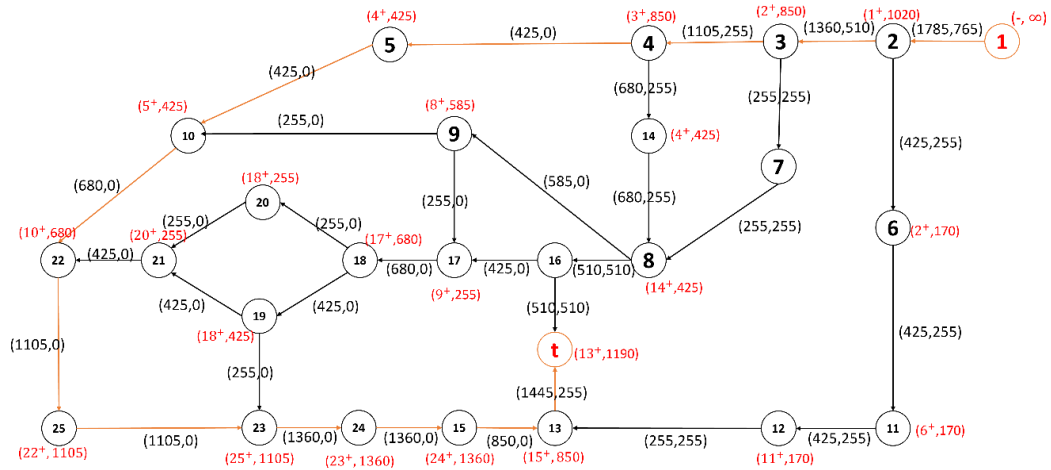 (4⁺,425) (3⁺,850) (2⁺,850) (1⁺,1020) (-, ∞)
5 (425,0) 4 (1105,255) 3 (1360,510) 2 (1785,765) 1
(425,0) (680,255) (255,255)
(5⁺,425) (8⁺,585)
10 (255,0) 9 14 (4⁺,425) (425,255)
7
(680,0) (18⁺,255) (585,0) (680,255)
20 (255,0)
(10⁺,680) (20⁺,255) (255,0) (255,0) (17⁺,680) (255,255) 6 (2⁺,170)
22 (425,0) 21 18 (680,0) 17 (425,0) 16 (510,510) 8
(9⁺,255) (14⁺,425)
(425,0) (425,0) (510,510)
19
(18⁺,425) (425,255)
(1105,0) t (13⁺,1190)
(255,0) (1445,255)
25 (1105,0) 23 (1360,0) 24 (1360,0) 15 (850,0) 13 (255,255) 12 (425,255) 11 (6⁺,170)
(22⁺,1105) (25⁺,1105) (23⁺,1360) (24⁺,1360) (15⁺,850) (11⁺,170)